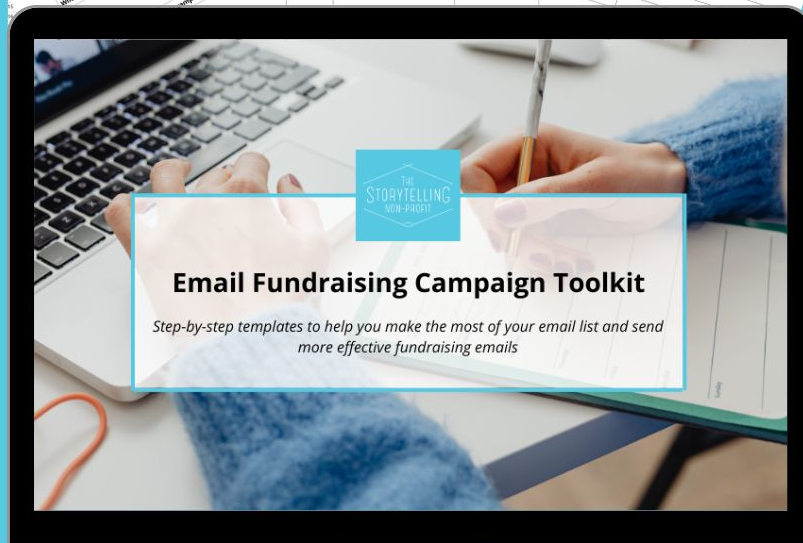 THE
STORYTELLING
NON-PROFIT
Email Fundraising Campaign Toolkit
Step-by-step templates to help you make the most of your email list and send
more effective fundraising emails
Sunday